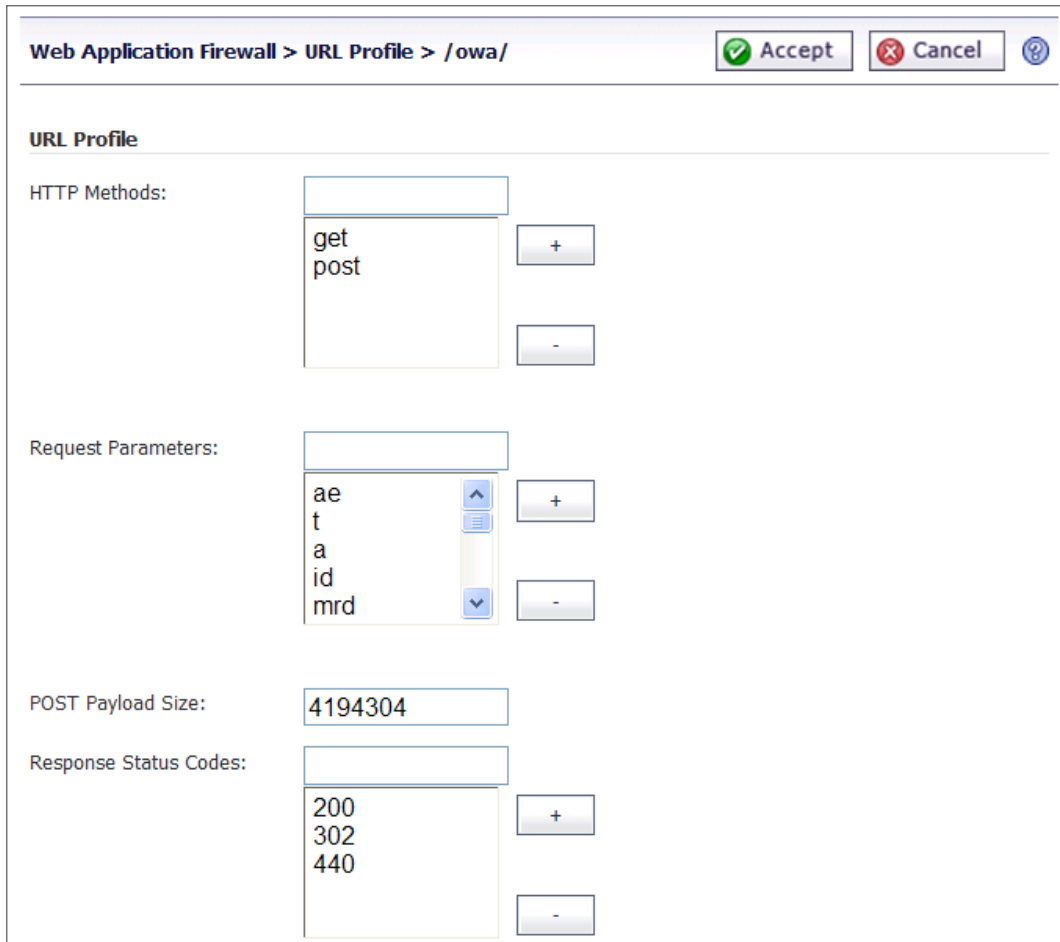 Web Application Firewall > URL Profile > /owa/ Accept Cancel ?
URL Profile
HTTP Methods:
get
post
+
-
Request Parameters:
ae
t
a
id
mrd
+
-
POST Payload Size: 4194304
Response Status Codes:
200
302
440
+
-